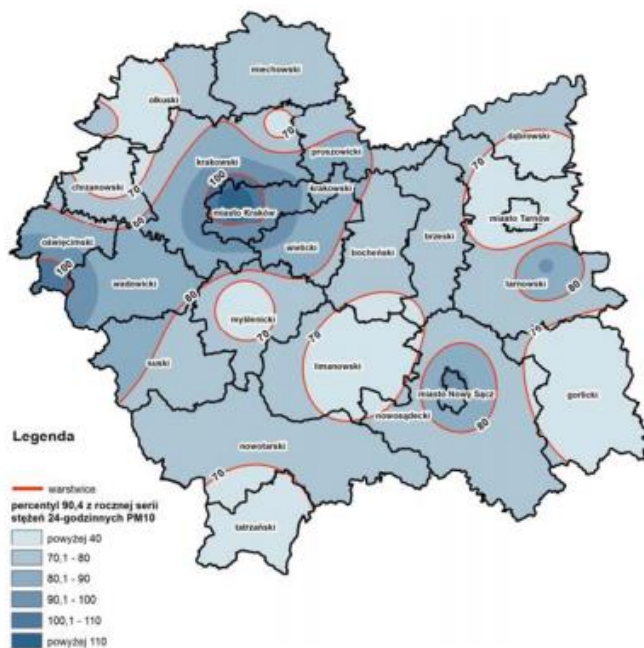 miechowski
olkuski
dąbrowski
70
70
proszowicki
krakowski
chrzanowski
70
100
krakowski
miasto Tarnów
miasto Kraków
80
oświęcimski
wielicki
bocheński
brzeski
100
tarnowski
wadowicki
80
80
myślenicki
70
70
70
suski
limanowski
miasto Nowy Sącz
gorlicki
nowosądecki
80
Legenda
nowotarski
70
warstwice
percentyl 90,4 z rocznej serii
stężeń 24-godzinnych PM10
tatrzański
powyżej 40
70,1 - 80
80,1 - 90
90,1 - 100
100,1 - 110
powyżej 110